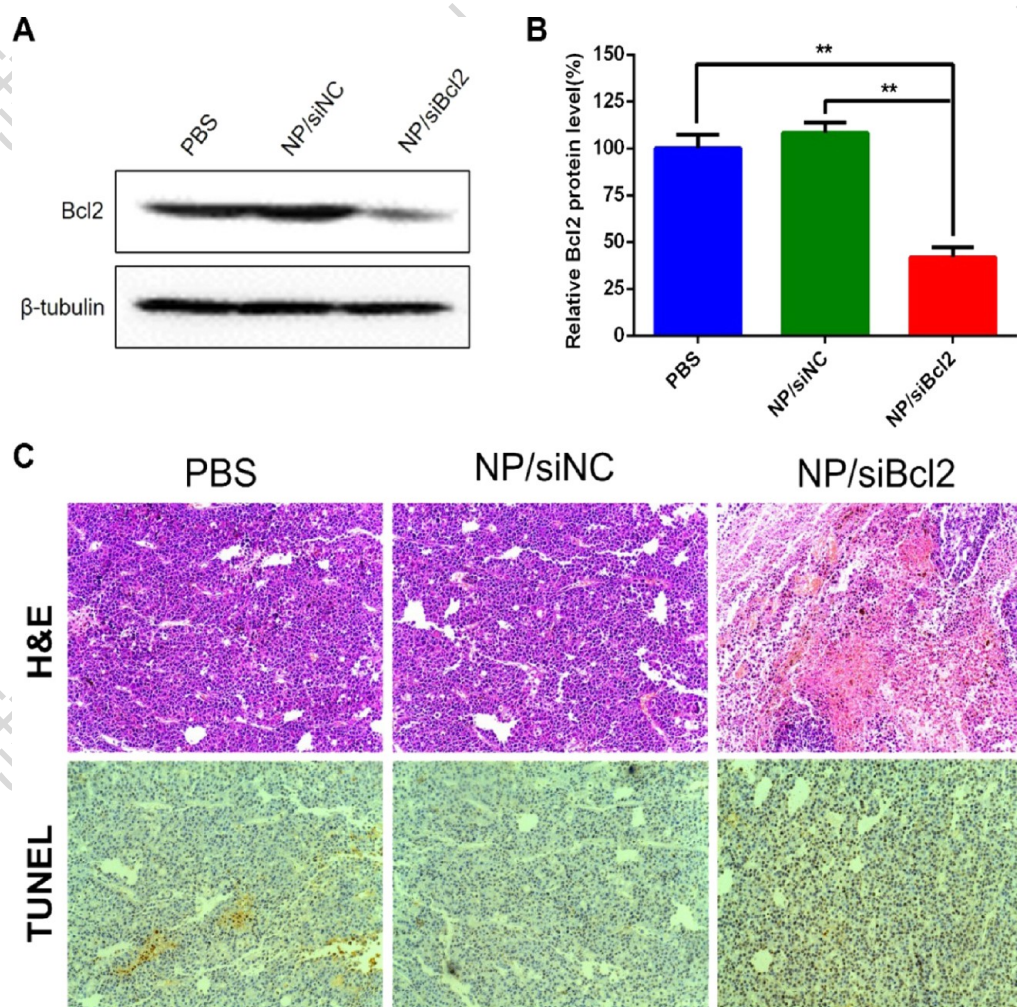 A
PBS
NP/siNC
NP/siBcl2
Bcl2
β-tubulin
B
**
**
Relative Bcl2 protein level(%)
150
125
100
75
50
25
0
PBS
NP/siNC
NP/siBcl2
C
PBS
NP/siNC
NP/siBcl2
H&E
TUNEL